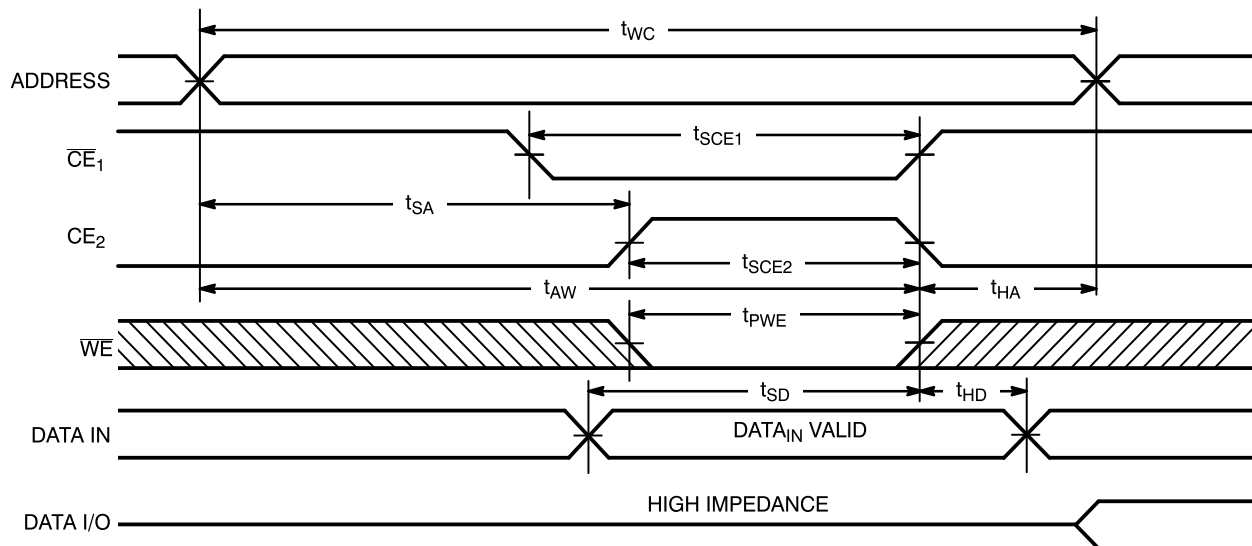 tWC
ADDRESS
tSCE1
CE1
tSA
CE2
tSCE2
tAW
tHA
tPWE
WE
tSD
tHD
DATA IN
DATAIN VALID
HIGH IMPEDANCE
DATA I/O